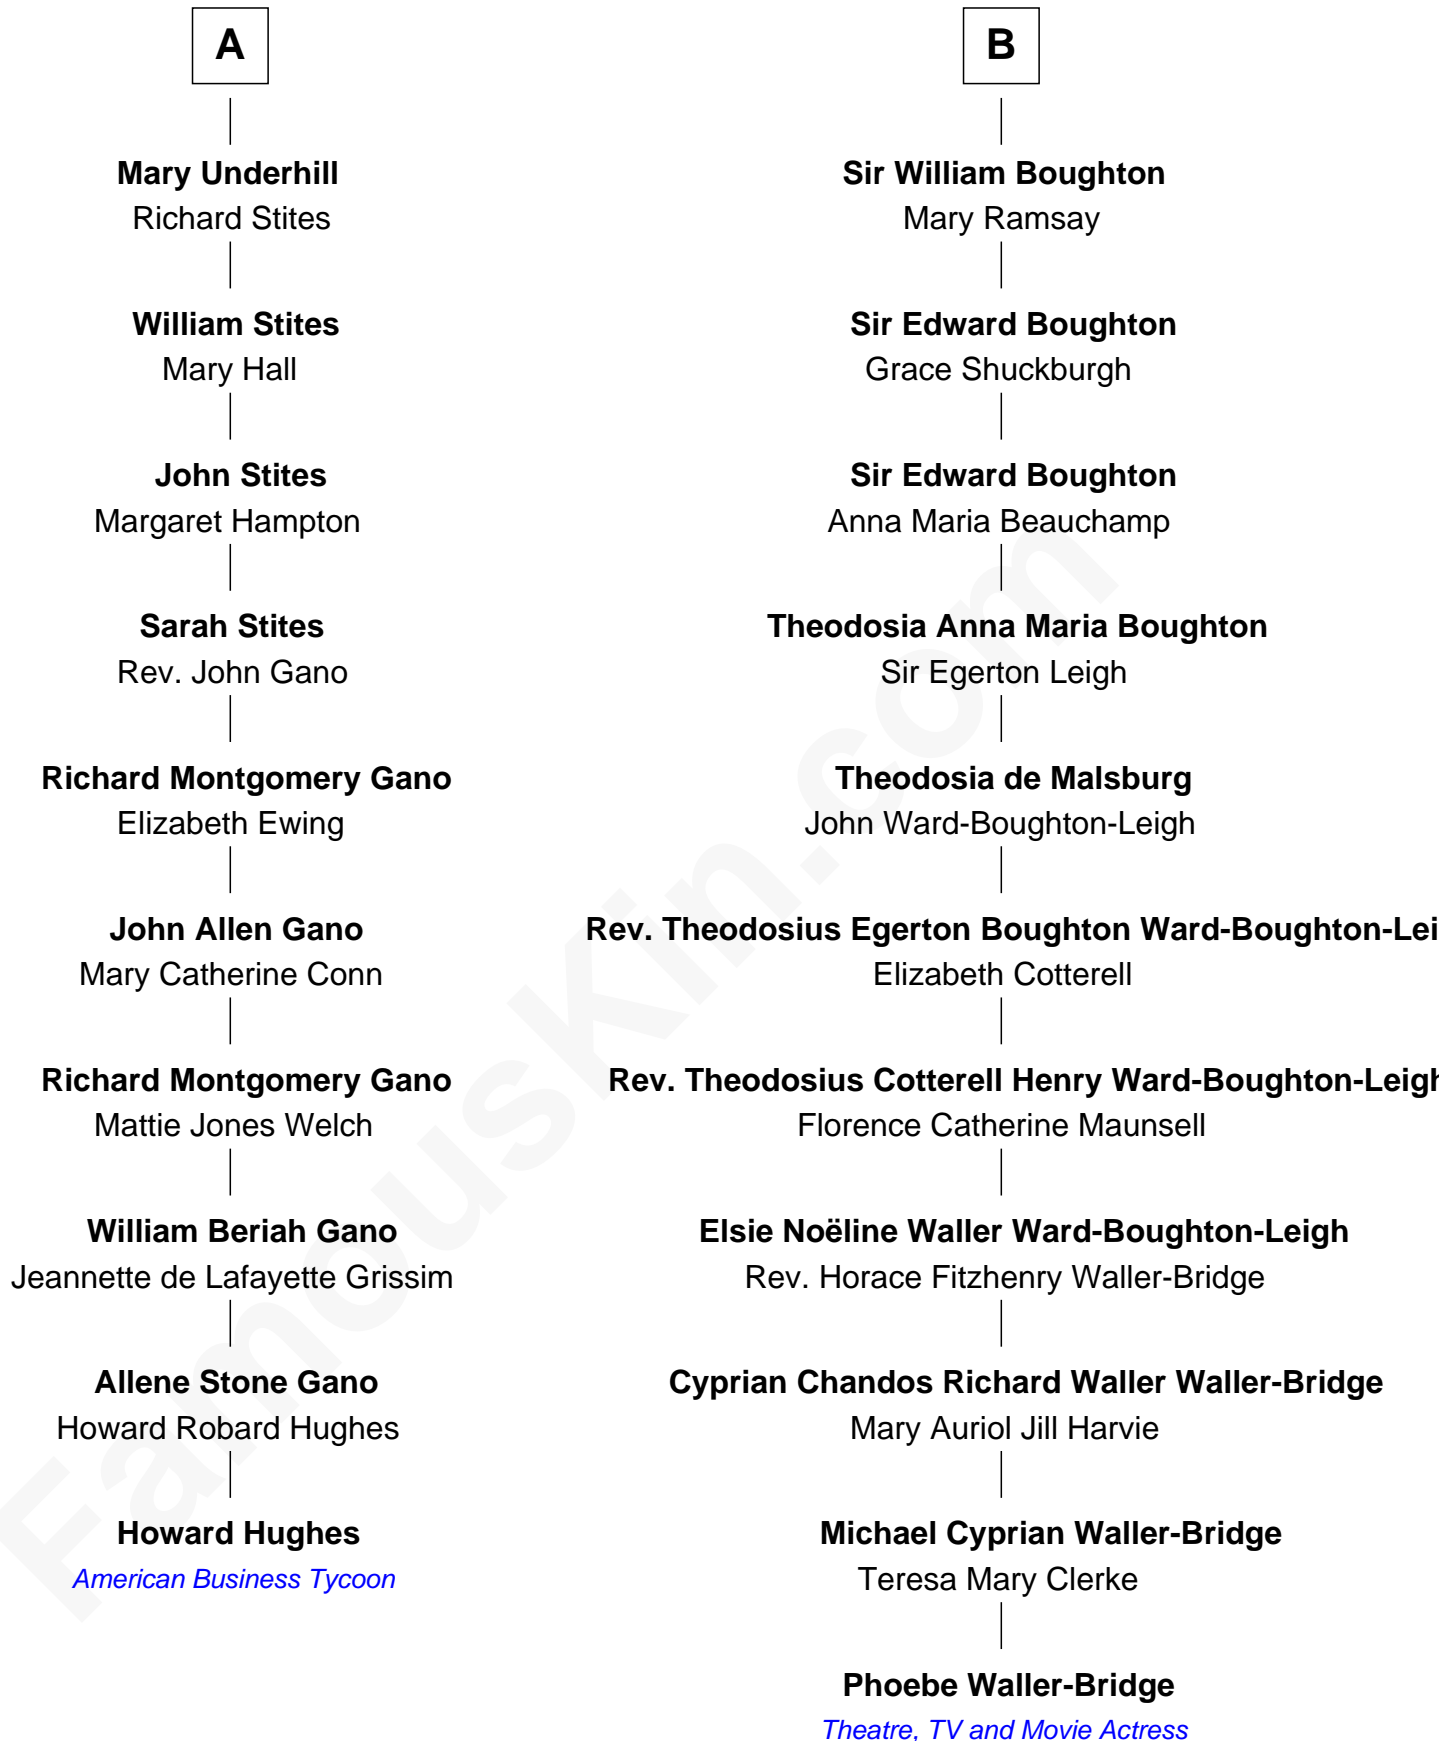 A
Mary Underhill
Richard Stites
William Stites
Mary Hall
John Stites
Margaret Hampton
Sarah Stites
Rev. John Gano
Richard Montgomery Gano
Elizabeth Ewing
John Allen Gano
Mary Catherine Conn
Richard Montgomery Gano
Mattie Jones Welch
William Beriah Gano
Jeannette de Lafayette Grissim
Allene Stone Gano
Howard Robard Hughes
Howard Hughes
American Business Tycoon
B
Sir William Boughton
Mary Ramsay
Sir Edward Boughton
Grace Shuckburgh
Sir Edward Boughton
Anna Maria Beauchamp
Theodosia Anna Maria Boughton
Sir Egerton Leigh
Theodosia de Malsburg
John Ward-Boughton-Leigh
Rev. Theodosius Egerton Boughton Ward-Boughton-Lei
Elizabeth Cotterell
Rev. Theodosius Cotterell Henry Ward-Boughton-Leigh
Florence Catherine Maunsell
Elsie Noëline Waller Ward-Boughton-Leigh
Rev. Horace Fitzhenry Waller-Bridge
Cyprian Chandos Richard Waller Waller-Bridge
Mary Auriol Jill Harvie
Michael Cyprian Waller-Bridge
Teresa Mary Clerke
Phoebe Waller-Bridge
Theatre, TV and Movie Actress
FamousKin.com